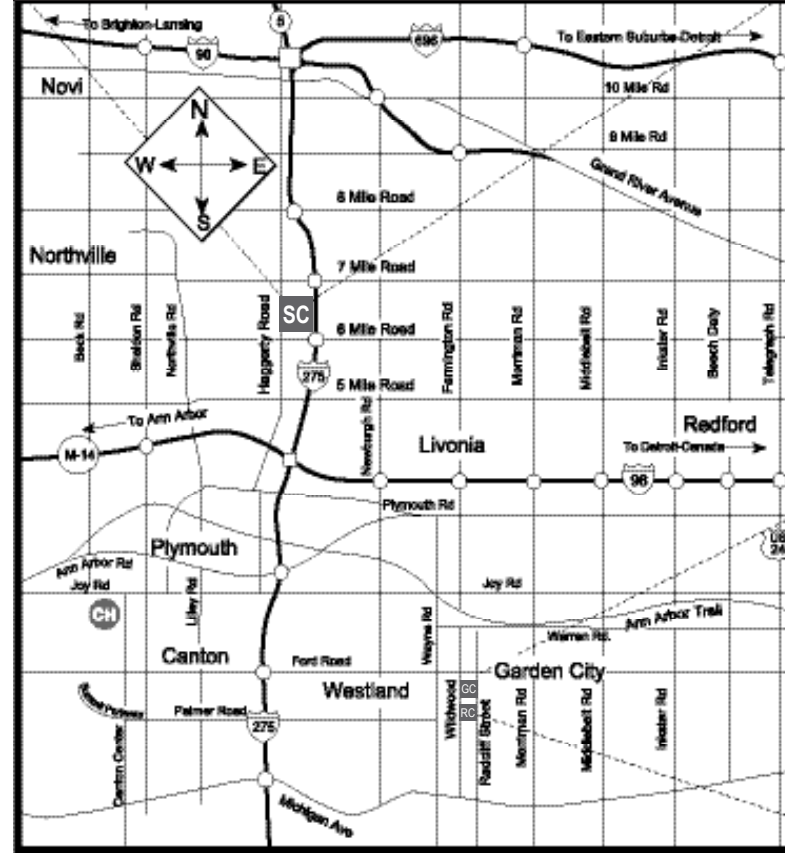 To Brighton-Lansing
5
96
696
To Eastern Suburbs-Detroit
Novi
10 Mile Rd
N
W
E
S
9 Mile Rd
Grand River Avenue
8 Mile Road
Northville
7 Mile Road
SC
6 Mile Road
Beck Rd
Sheldon Rd
Northville Rd
Haggerty Road
Farmington Rd
Merriman Rd
Middlebelt Rd
Inkster Rd
Beech Daly
Telegraph Rd
275
5 Mile Road
To Ann Arbor
Newburgh Rd
Redford
Livonia
M-14
To Detroit-Canada
96
Plymouth Rd
Plymouth
US
24
Ann Arbor Rd
Joy Rd
Joy Rd
Lilley Rd
CH
Wayne Rd
Ann Arbor Trail
Warren Rd.
Canton
Ford Road
Garden City
Westland
GC
RC
Palmer Road
275
Canton Center
Wildwood
Radcliff Street
Merriman Rd
Middlebelt Rd
Inkster Rd
Michigan Ave